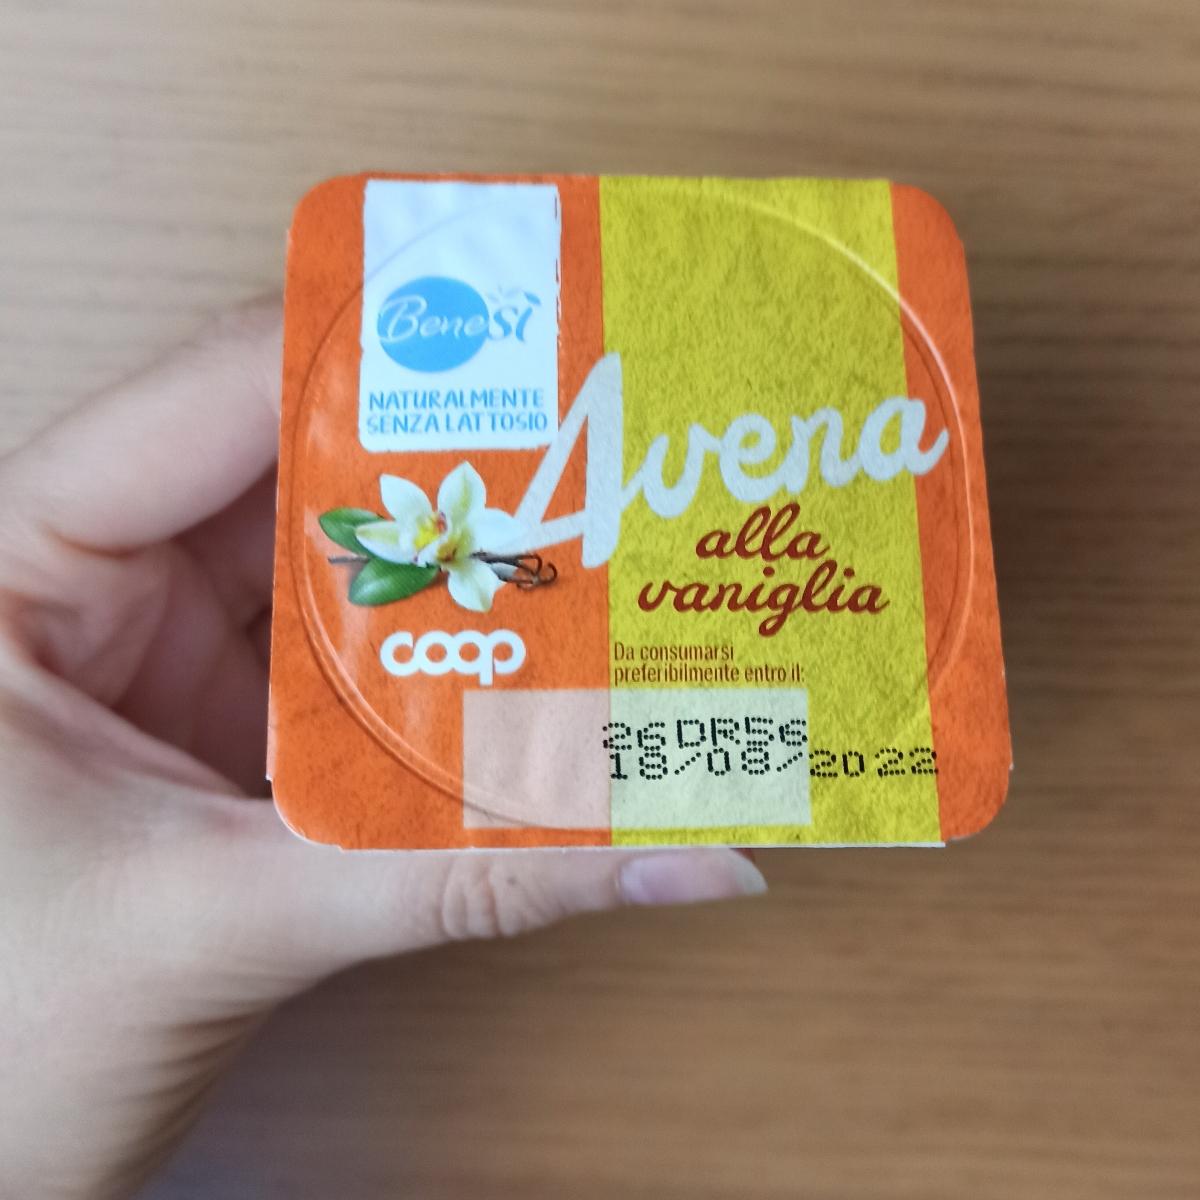 BeneSì
NATURALMENTE
SENZA LATTOSIO
Avena
alla
vaniglia
coop
Da consumarsi
preferibilmente entro il:
26DR56
18/08/2022